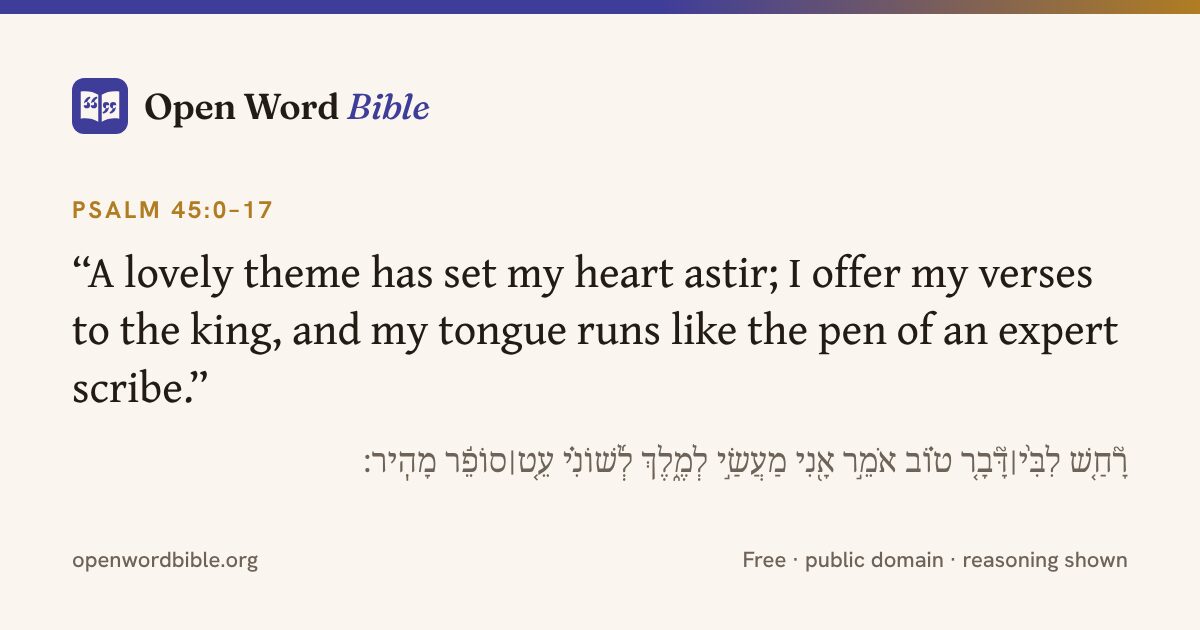 Open Word Bible
PSALM 45:0–17
“A lovely theme has set my heart astir; I offer my verses
to the king, and my tongue runs like the pen of an expert
scribe.”
רָ֘חַ֤שׁ לִבִּ֨י׀דָּ֘בָ֤ר ט֗וֹב אֹמֵ֣ר אָ֭נִי מַעֲשַׂ֣י לְמֶ֑לֶךְ לְ֝שׁוֹנִ֗י עֵ֤ט׀סוֹפֵ֬ר מָהִֽיר׃
openwordbible.org
Free · public domain · reasoning shown